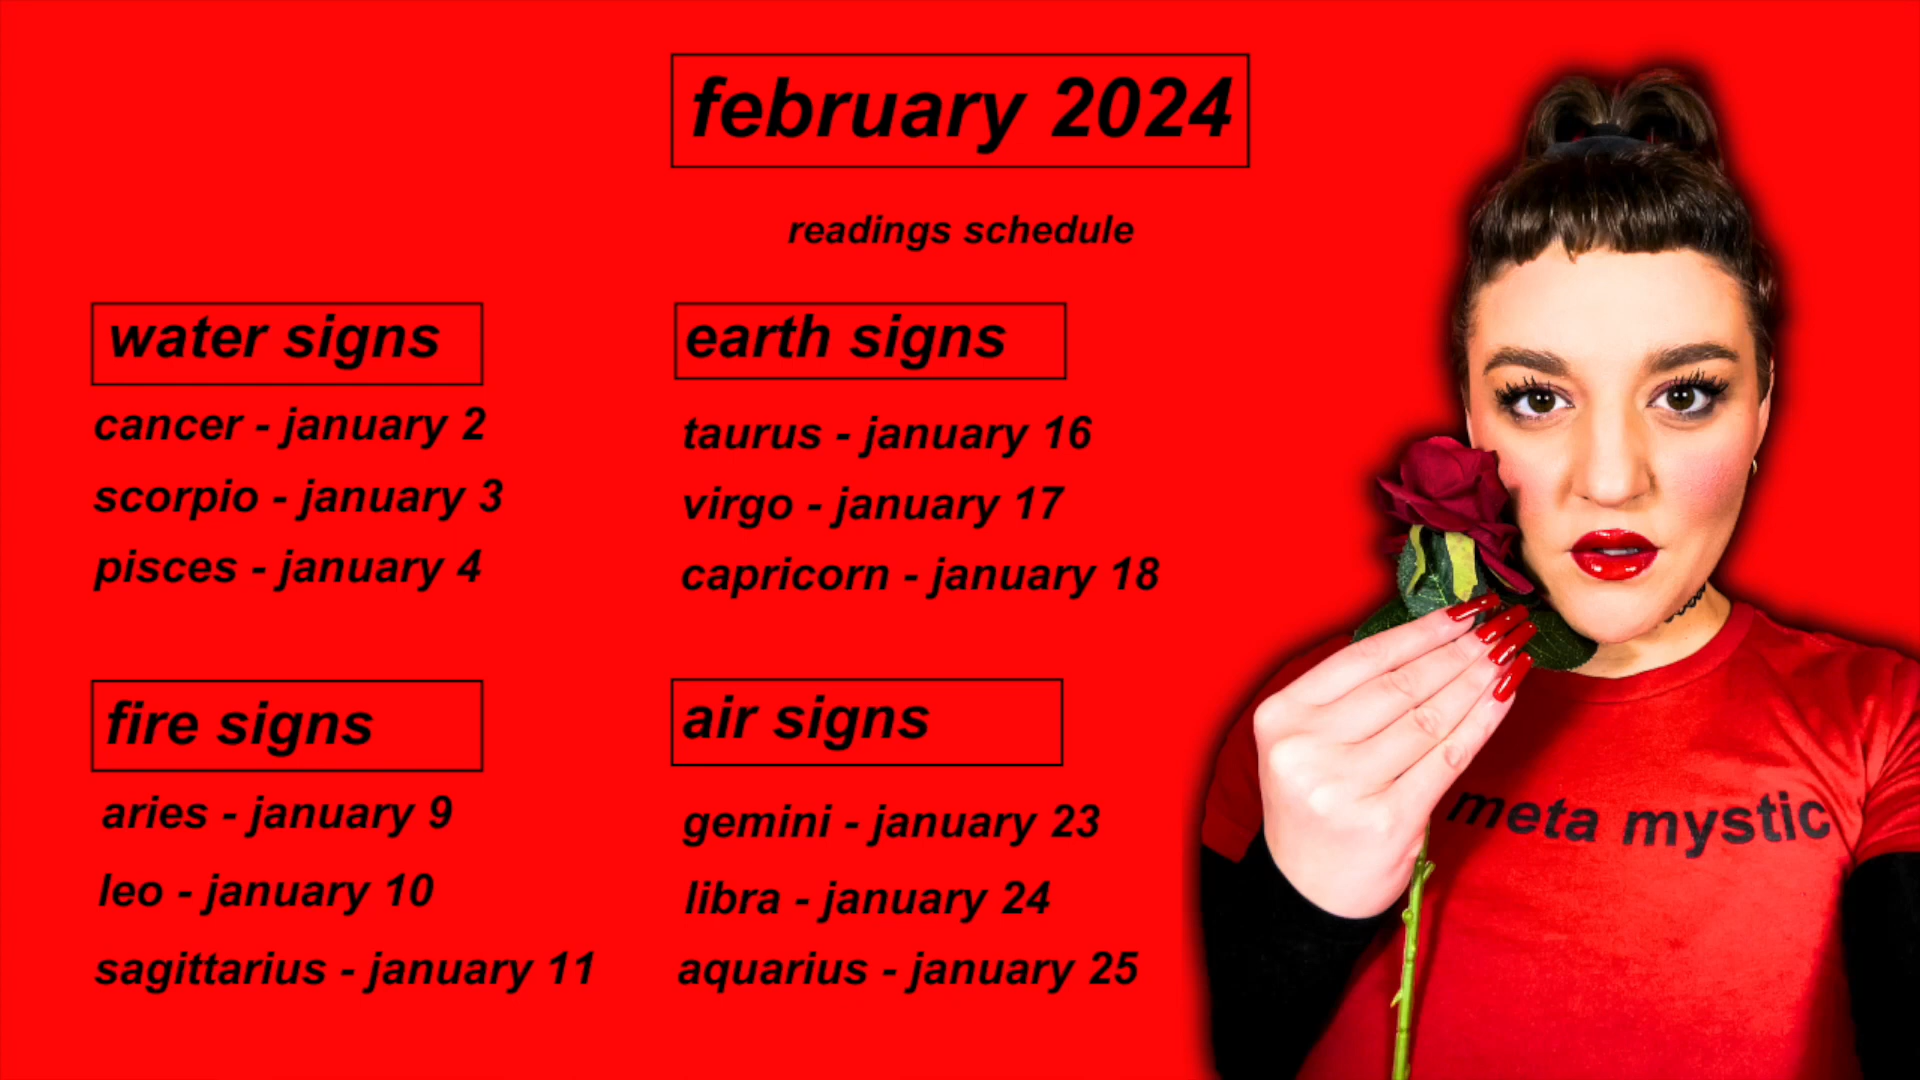 february 2024
readings schedule
water signs
cancer - january 2
scorpio - january 3
pisces - january 4
earth signs
taurus - january 16
virgo - january 17
capricorn - january 18
fire signs
aries - january 9
leo - january 10
sagittarius - january 11
air signs
gemini - january 23
libra - january 24
aquarius - january 25
meta mystic